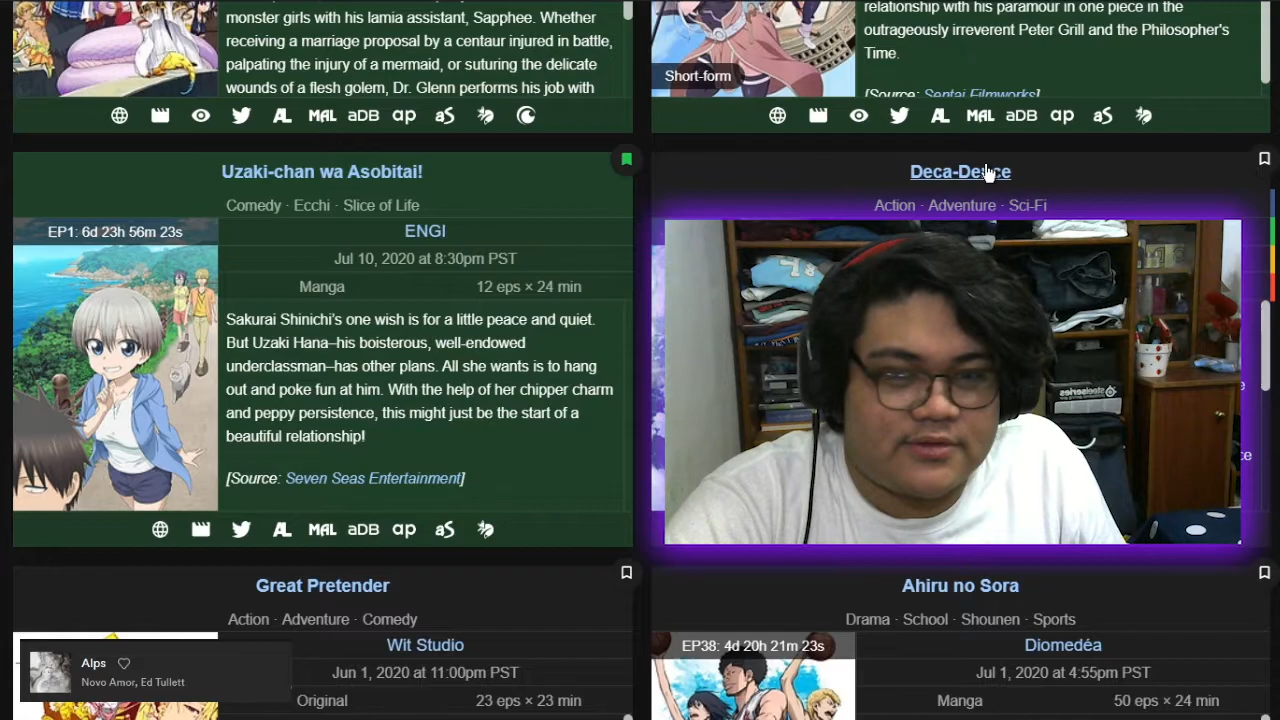 monster girls with his lamia assistant, Sapphee. Whether
receiving a marriage proposal by a centaur injured in battle,
palpating the injury of a mermaid, or suturing the delicate
wounds of a flesh golem, Dr. Glenn performs his job with
MAL aDB ap aS
relationship with his paramour in one piece in the
outrageously irreverent Peter Grill and the Philosopher's
Time.
Short-form
[Source: Sentai Filmworks]
MAL aDB ap aS
Uzaki-chan wa Asobitai!
Comedy · Ecchi · Slice of Life
EP1: 6d 23h 56m 23s
ENGI
Jul 10, 2020 at 8:30pm PST
Manga
12 eps × 24 min
Sakurai Shinichi's one wish is for a little peace and quiet.
But Uzaki Hana–his boisterous, well-endowed
underclassman–has other plans. All she wants is to hang
out and poke fun at him. With the help of her chipper charm
and peppy persistence, this might just be the start of a
beautiful relationship!
[Source: Seven Seas Entertainment]
MAL aDB ap aS
Deca-Dence
Action · Adventure · Sci-Fi
steelseries
Great Pretender
Action · Adventure · Comedy
Wit Studio
Jun 1, 2020 at 11:00pm PST
Original
23 eps × 23 min
Alps
Novo Amor, Ed Tullett
Ahiru no Sora
Drama · School · Shounen · Sports
EP38: 4d 20h 21m 23s
Diomedéa
Jul 1, 2020 at 4:55pm PST
Manga
50 eps × 24 min